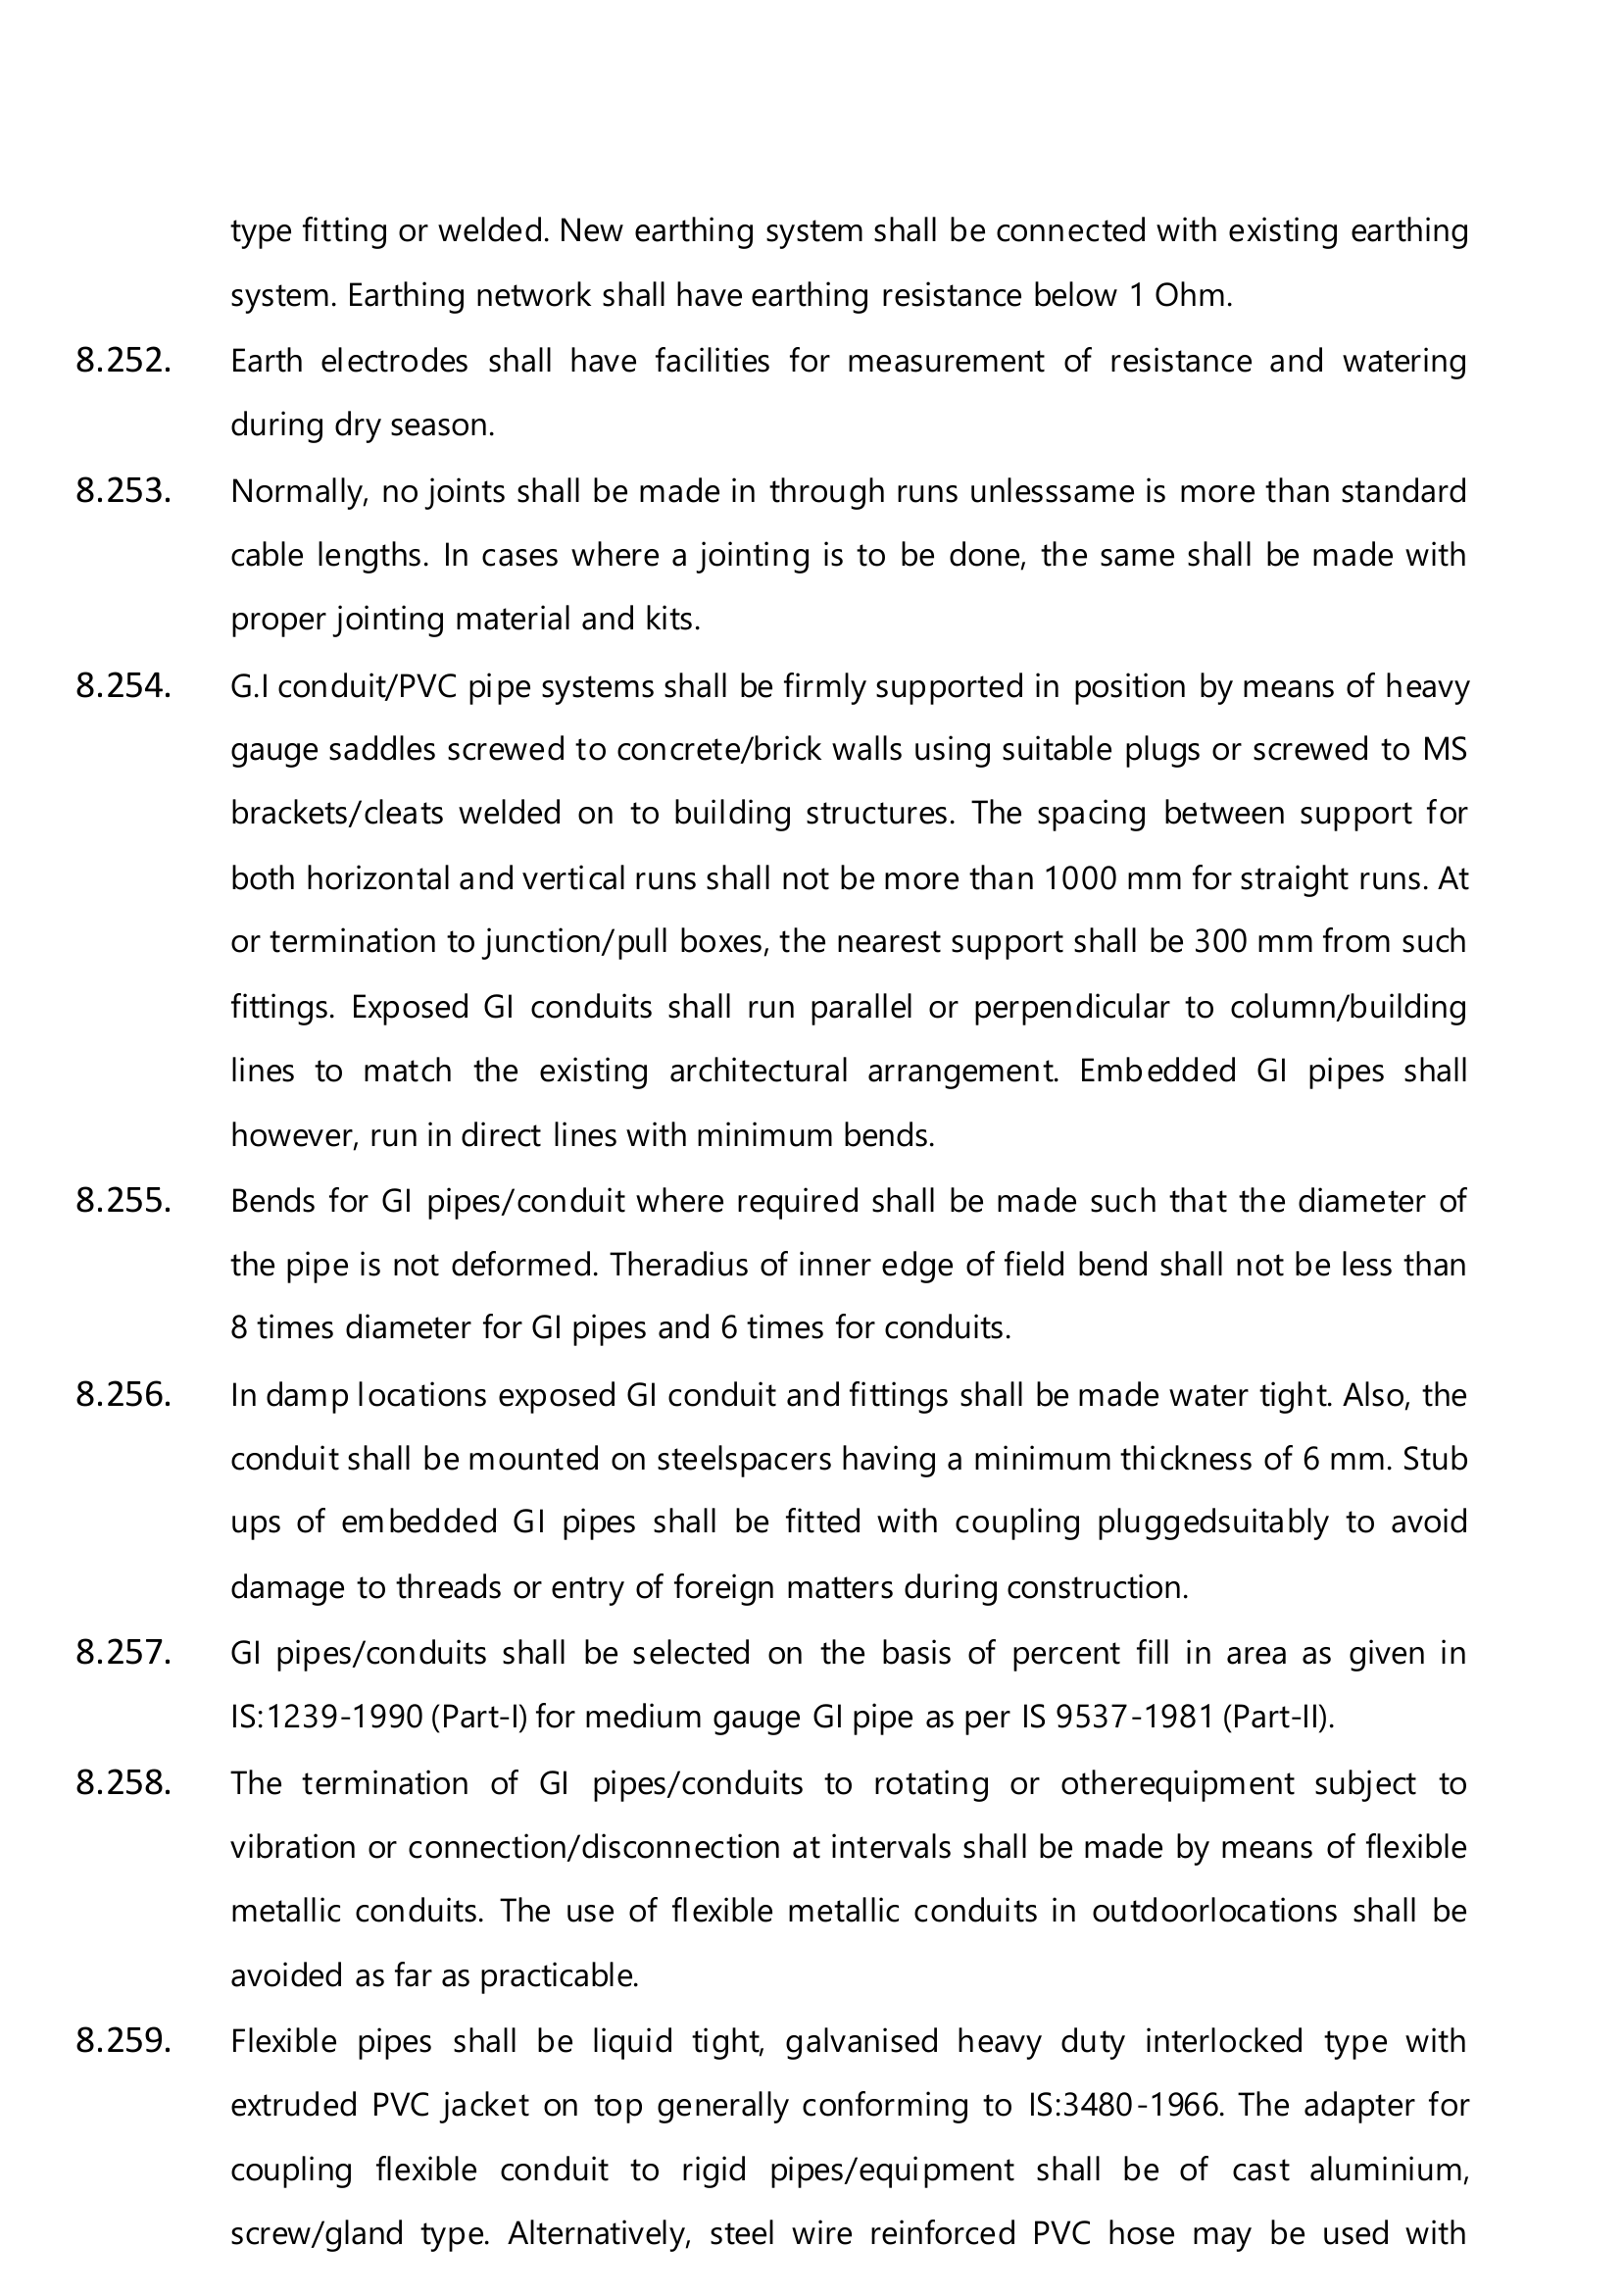 type fitting or welded. New earthing system shall be connected with existing earthing
system. Earthing network shall have earthing resistance below 1 Ohm.
8.252. Earth electrodes shall have facilities for measurement of resistance and watering
during dry season.
8.253. Normally, no joints shall be made in through runs unlesssame is more than standard
cable lengths. In cases where a jointing is to be done, the same shall be made with
proper jointing material and kits.
8.254. G.I conduit/PVC pipe systems shall be firmly supported in position by means of heavy
gauge saddles screwed to concrete/brick walls using suitable plugs or screwed to MS
brackets/cleats welded on to building structures. The spacing between support for
both horizontal and vertical runs shall not be more than 1000 mm for straight runs. At
or termination to junction/pull boxes, the nearest support shall be 300 mm from such
fittings. Exposed GI conduits shall run parallel or perpendicular to column/building
lines to match the existing architectural arrangement. Embedded GI pipes shall
however, run in direct lines with minimum bends.
8.255. Bends for GI pipes/conduit where required shall be made such that the diameter of
the pipe is not deformed. Theradius of inner edge of field bend shall not be less than
8 times diameter for GI pipes and 6 times for conduits.
8.256. In damp locations exposed GI conduit and fittings shall be made water tight. Also, the
conduit shall be mounted on steelspacers having a minimum thickness of 6 mm. Stub
ups of embedded GI pipes shall be fitted with coupling pluggedsuitably to avoid
damage to threads or entry of foreign matters during construction.
8.257. GI pipes/conduits shall be selected on the basis of percent fill in area as given in
IS:1239-1990 (Part-I) for medium gauge GI pipe as per IS 9537-1981 (Part-II).
8.258. The termination of GI pipes/conduits to rotating or otherequipment subject to
vibration or connection/disconnection at intervals shall be made by means of flexible
metallic conduits. The use of flexible metallic conduits in outdoorlocations shall be
avoided as far as practicable.
8.259. Flexible pipes shall be liquid tight, galvanised heavy duty interlocked type with
extruded PVC jacket on top generally conforming to IS:3480-1966. The adapter for
coupling flexible conduit to rigid pipes/equipment shall be of cast aluminium,
screw/gland type. Alternatively, steel wire reinforced PVC hose may be used with